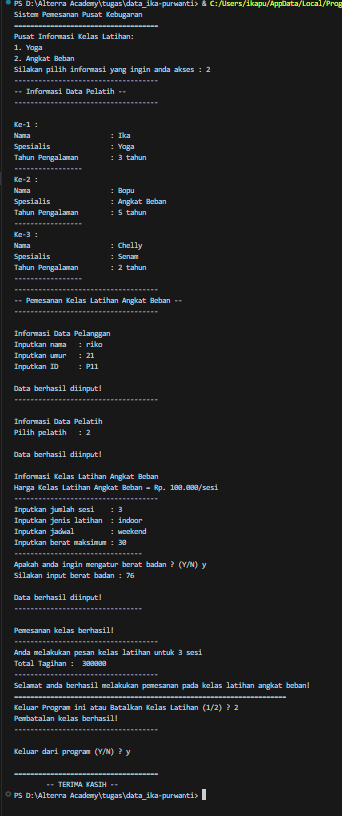 PS D:\Alterra Academy\tugas\data_ika-purwanti> & C:/Users/ikapu/AppData/Local/Prog
Sistem Pemesanan Pusat Kebugaran
====================================
Pusat Informasi Kelas Latihan:
1. Yoga
2. Angkat Beban
Silakan pilih informasi yang ingin anda akses : 2
------------------------------------
-- Informasi Data Pelatih --
------------------------------------
Ke-1 :
Nama : Ika
Spesialis : Yoga
Tahun Pengalaman : 3 tahun
-----------------
Ke-2 :
Nama : Bopu
Spesialis : Angkat Beban
Tahun Pengalaman : 5 tahun
-----------------
Ke-3 :
Nama : Chelly
Spesialis : Senam
Tahun Pengalaman : 2 tahun
-----------------
------------------------------------
-- Pemesanan Kelas Latihan Angkat Beban --
------------------------------------
Informasi Data Pelanggan
Inputkan nama : riko
Inputkan umur : 21
Inputkan ID : P11
Data berhasil diinput!
------------------------------------
Informasi Data Pelatih
Pilih pelatih : 2
Data berhasil diinput!
Informasi Kelas Latihan Angkat Beban
Harga Kelas Latihan Angkat Beban = Rp. 100.000/sesi
------------------------------------
Inputkan jumlah sesi : 3
Inputkan jenis latihan : indoor
Inputkan jadwal : weekend
Inputkan berat maksimum : 30
--------------------------------
Apakah anda ingin mengatur berat badan ? (Y/N) y
Silakan input berat badan : 76
Data berhasil diinput!
--------------------------------
Pemesanan kelas berhasil!
------------------------------------
Anda melakukan pesan kelas latihan untuk 3 sesi
Total Tagihan : 300000
------------------------------------
Selamat anda berhasil melakukan pemesanan pada kelas latihan angkat beban!
====================================================================
Keluar Program ini atau Batalkan Kelas Latihan (1/2) ? 2
Pembatalan kelas berhasil!
------------------------------------
Keluar dari program (Y/N) ? y
====================================
-- TERIMA KASIH --
PS D:\Alterra Academy\tugas\data_ika-purwanti>